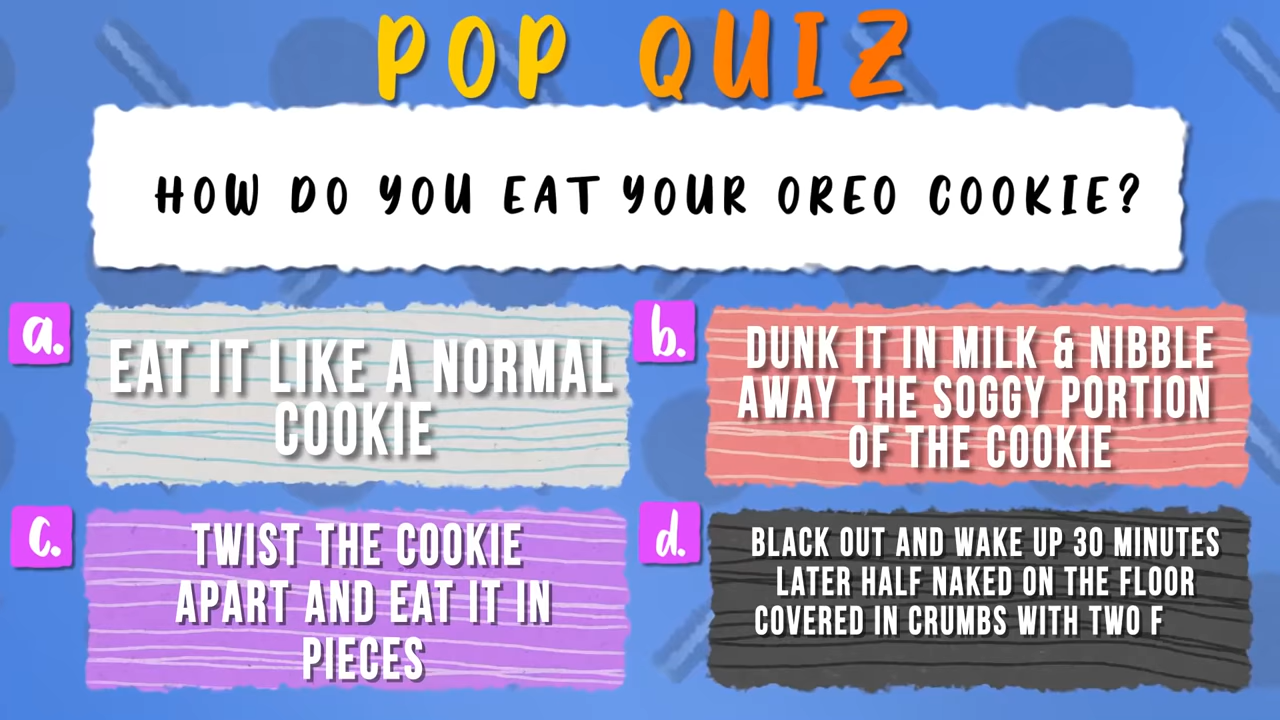 POP QUIZ
HOW DO YOU EAT YOUR OREO COOKIE?
a.
EAT IT LIKE A NORMAL
COOKIE
b.
DUNK IT IN MILK & NIBBLE
AWAY THE SOGGY PORTION
OF THE COOKIE
c.
TWIST THE COOKIE
APART AND EAT IT IN
PIECES
d.
BLACK OUT AND WAKE UP 30 MINUTES
LATER HALF NAKED ON THE FLOOR
COVERED IN CRUMBS WITH TWO F